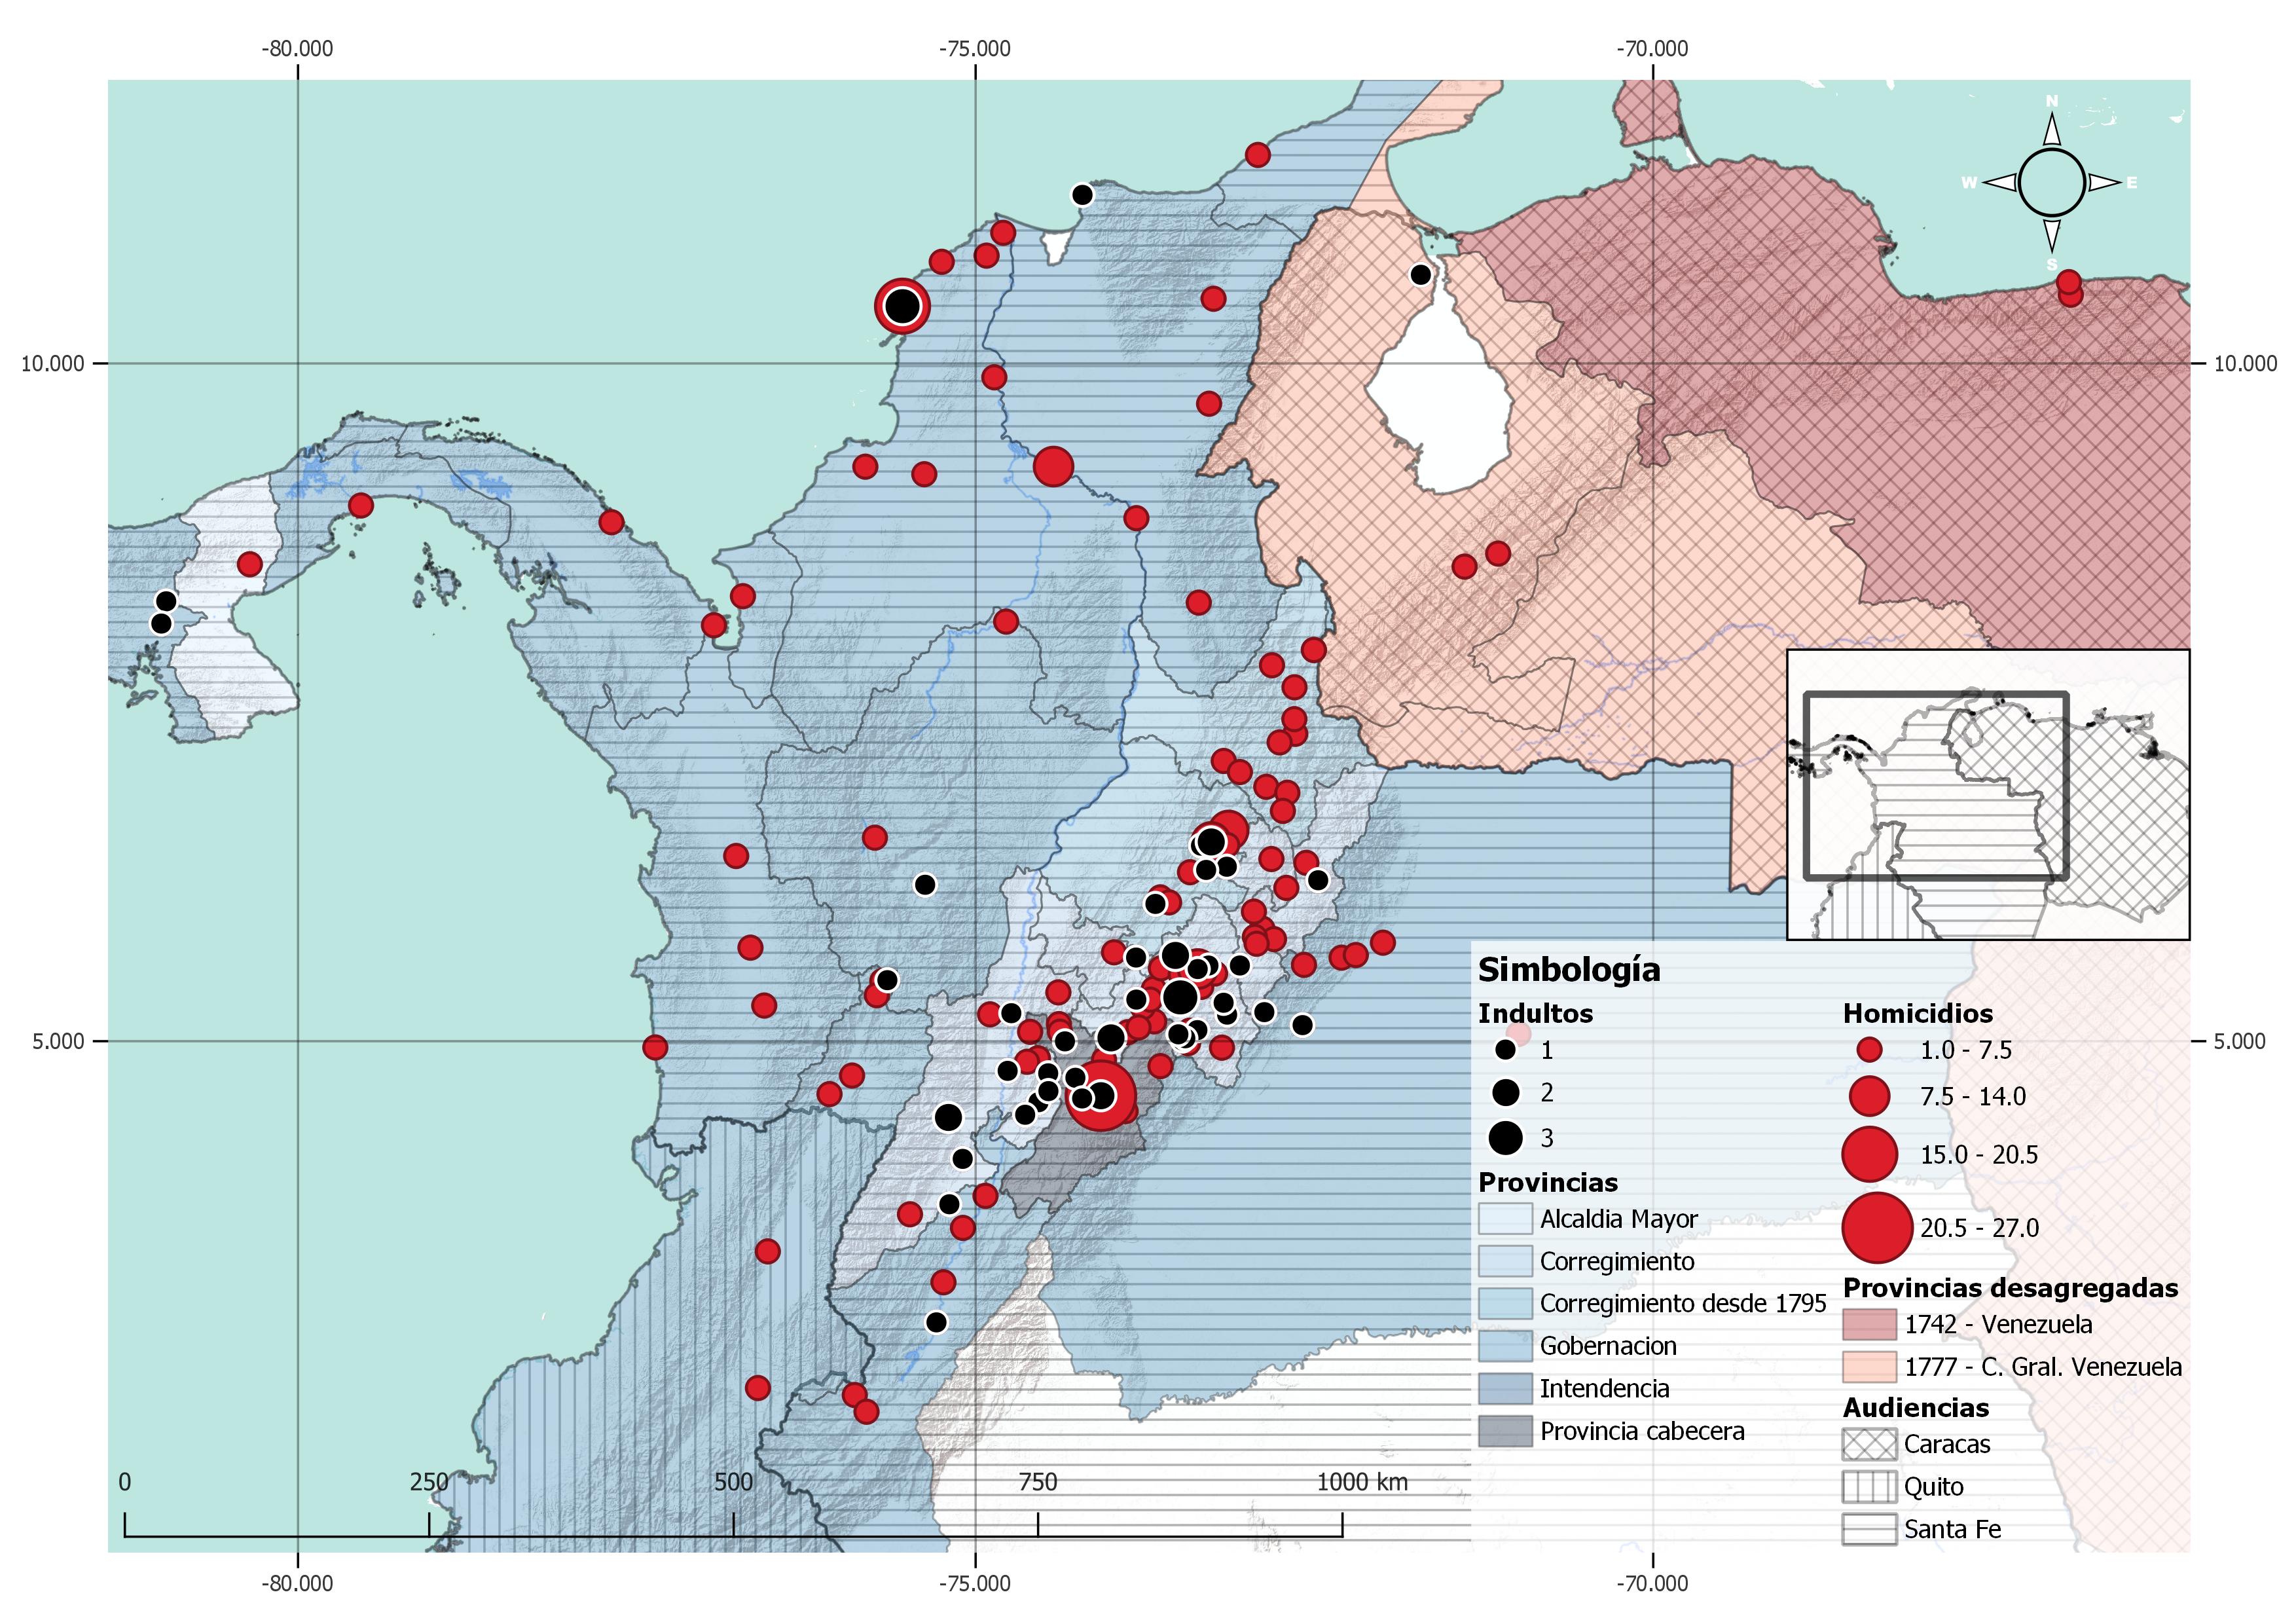 -80.000 -75.000 -70.000
N
W E
S
10.000 10.000
5.000 5.000
Simbología
Indultos
1
2
3
Provincias
Alcaldia Mayor
Corregimiento
Corregimiento desde 1795
Gobernacion
Intendencia
Provincia cabecera
Homicidios
1.0 - 7.5
7.5 - 14.0
15.0 - 20.5
20.5 - 27.0
Provincias desagregadas
1742 - Venezuela
1777 - C. Gral. Venezuela
Audiencias
Caracas
Quito
Santa Fe
0 250 500 750 1000 km
-80.000 -75.000 -70.000